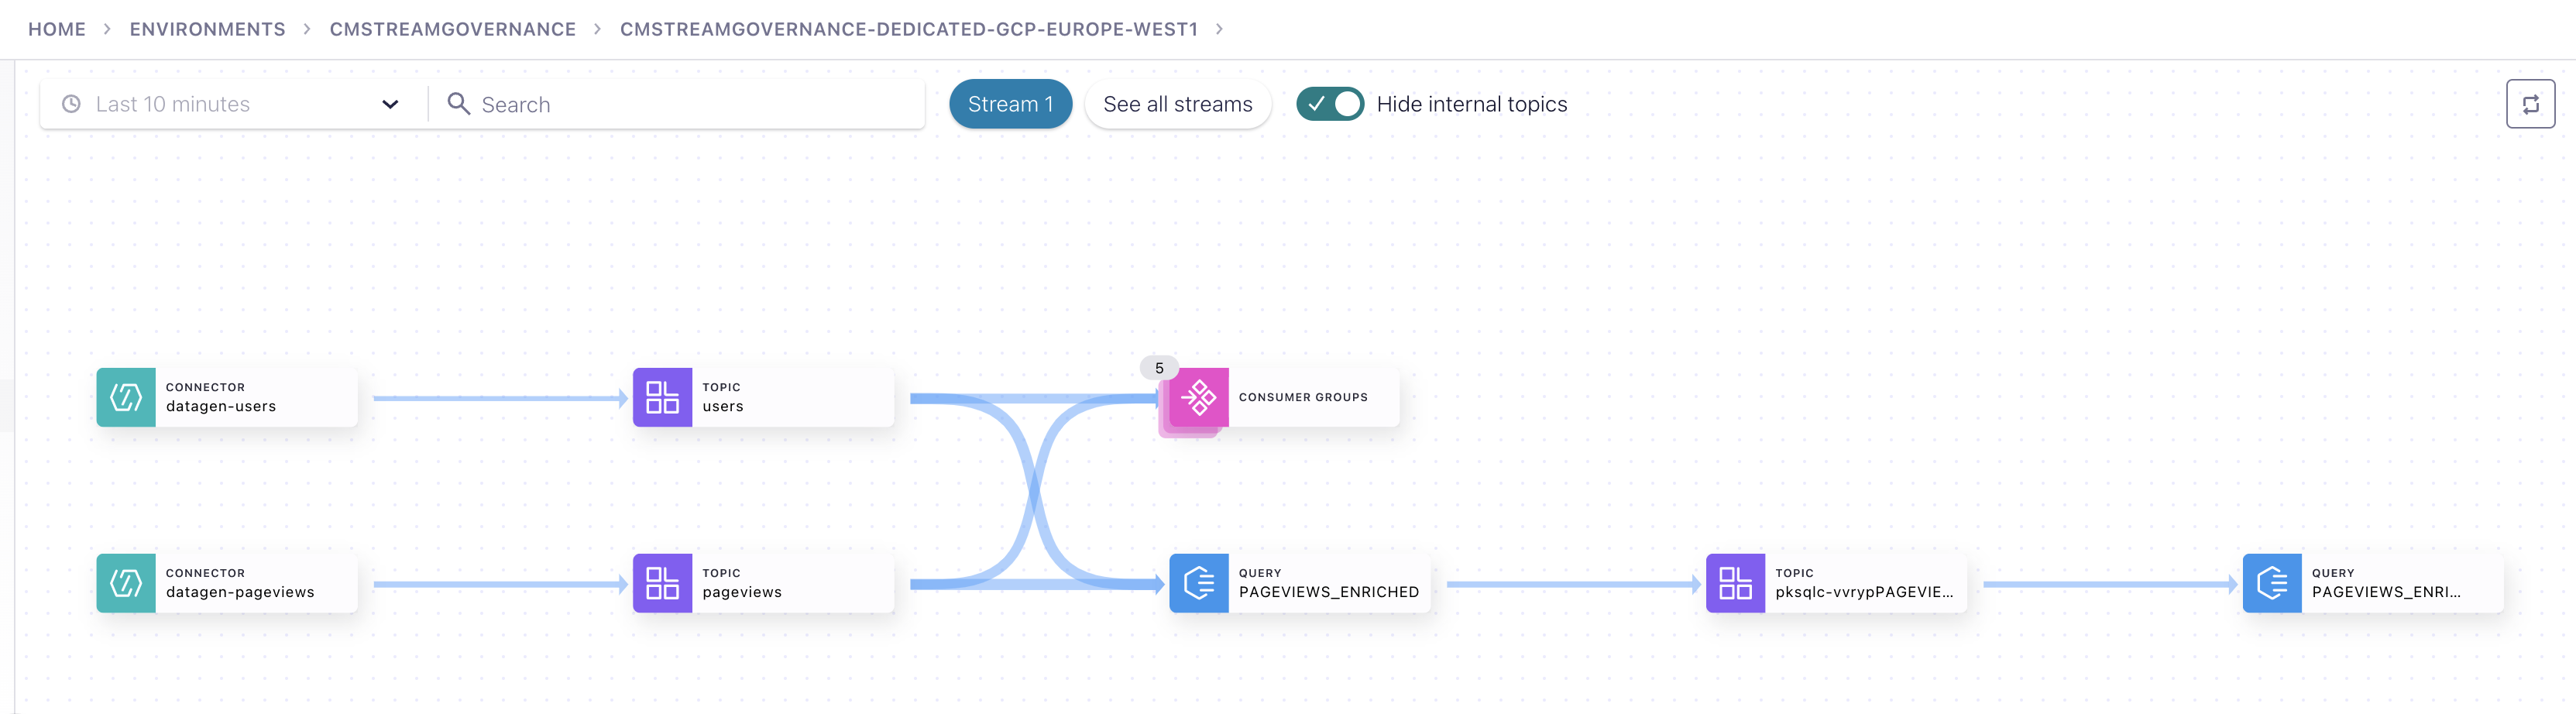 HOME > ENVIRONMENTS > CMSTREAMGOVERNANCE > CMSTREAMGOVERNANCE-DEDICATED-GCP-EUROPE-WEST1 >
Last 10 minutes
Search
Stream 1
See all streams
Hide internal topics
CONNECTOR
datagen-users
TOPIC
users
5
CONSUMER GROUPS
CONNECTOR
datagen-pageviews
TOPIC
pageviews
QUERY
PAGEVIEWS_ENRICHED
TOPIC
pksqlc-vvrypPAGEVIE...
QUERY
PAGEVIEWS_ENRI...